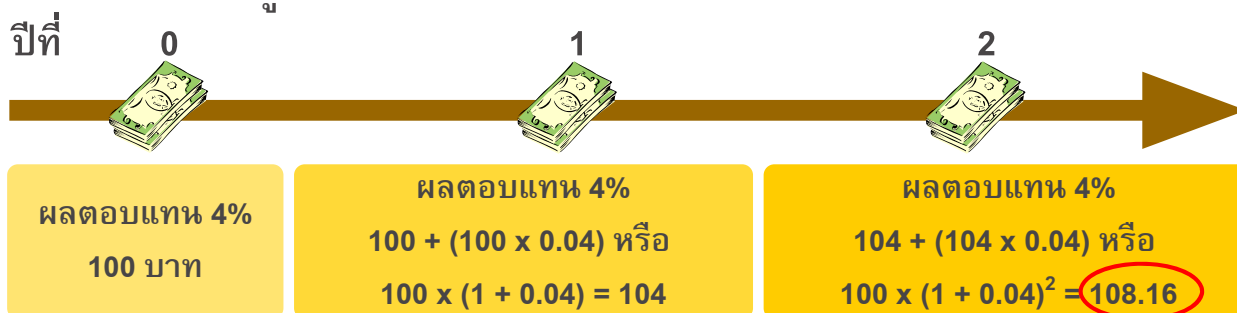 ปีที่ 0 1 2
ผลตอบแทน 4%
100 บาท
ผลตอบแทน 4%
100 + (100 x 0.04) หรือ
100 x (1 + 0.04) = 104
ผลตอบแทน 4%
104 + (104 x 0.04) หรือ
100 x (1 + 0.04)² = 108.16